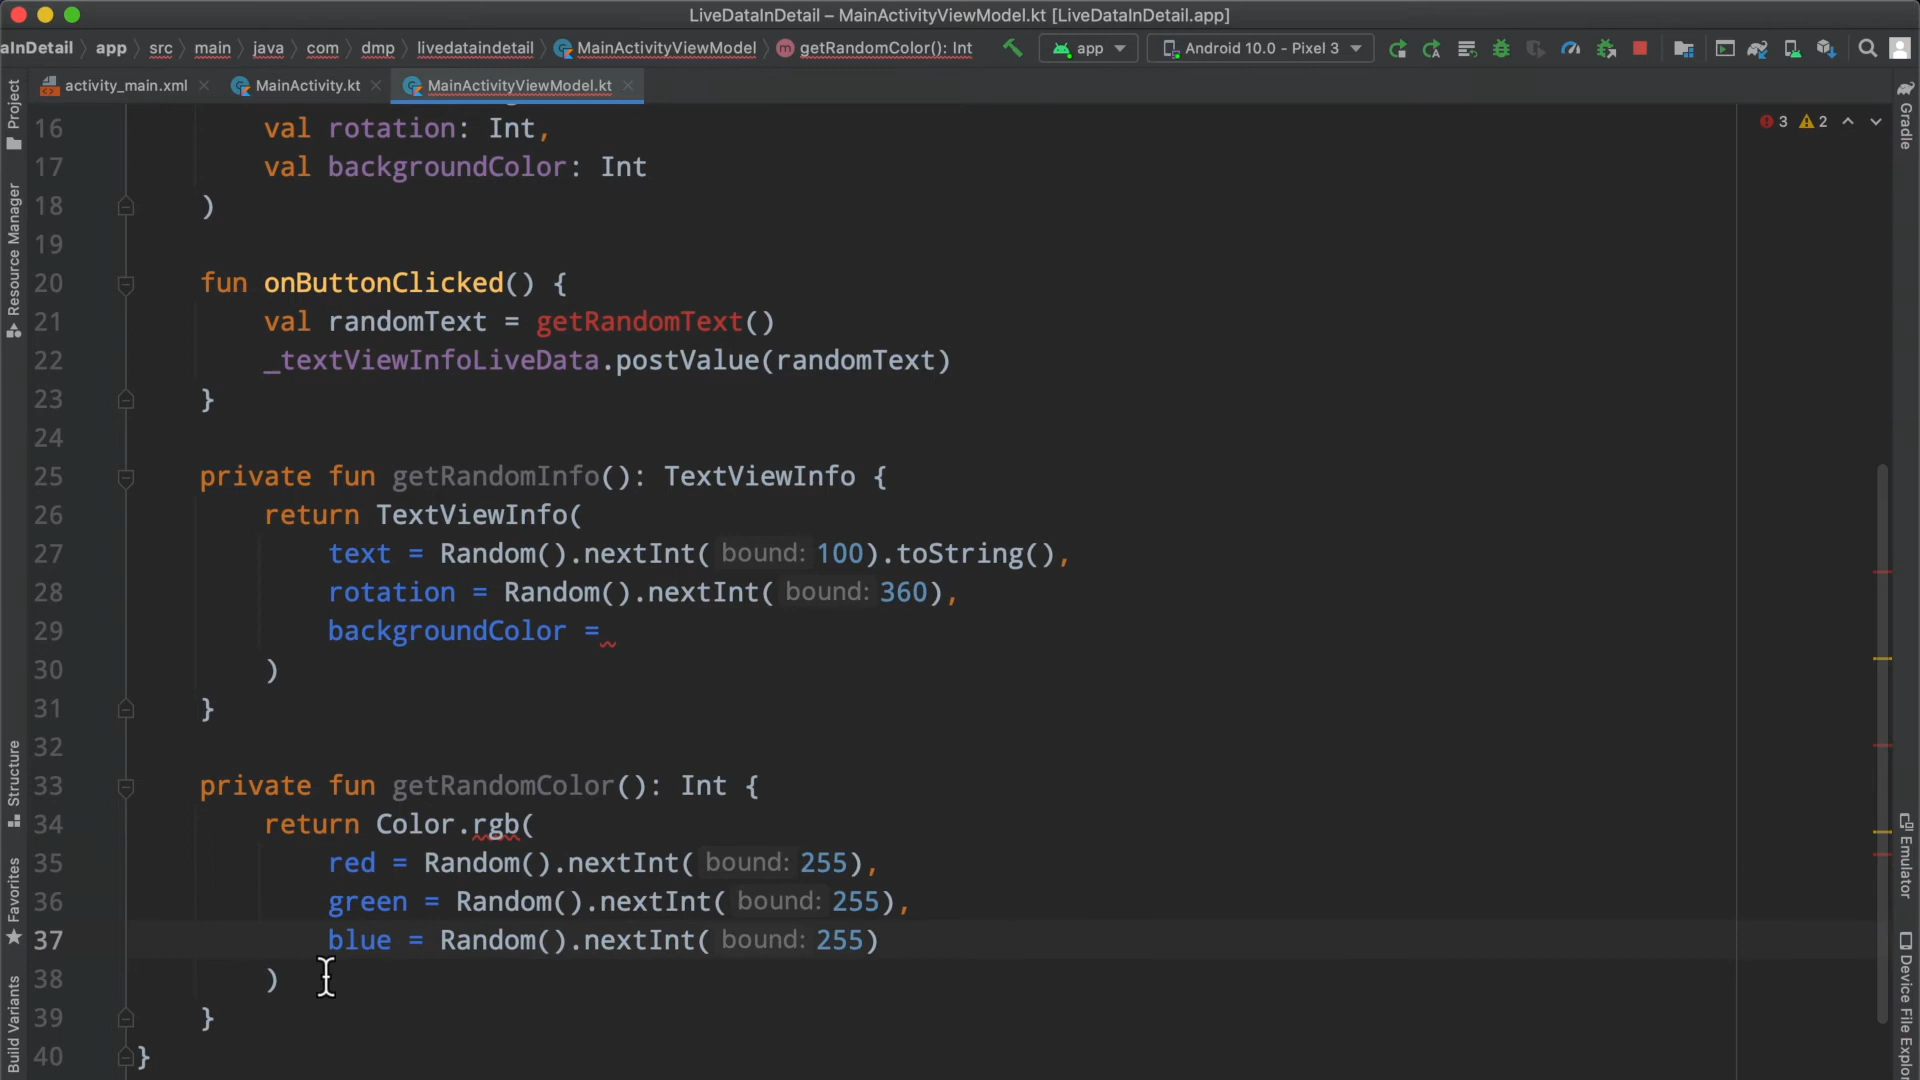 LiveDataInDetail – MainActivityViewModel.kt [LiveDataInDetail.app]
aInDetail app src main java com dmp livedataindetail MainActivityViewModel getRandomColor(): Int app Android 10.0 - Pixel 3
activity_main.xml MainActivity.kt MainActivityViewModel.kt
Project
Resource Manager
Structure
Favorites
Build Variants
3 2
16 val rotation: Int,
17 val backgroundColor: Int
18 )
19
20 fun onButtonClicked() {
21 val randomText = getRandomText()
22 _textViewInfoLiveData.postValue(randomText)
23 }
24
25 private fun getRandomInfo(): TextViewInfo {
26 return TextViewInfo(
27 text = Random().nextInt( bound: 100).toString(),
28 rotation = Random().nextInt( bound: 360),
29 backgroundColor =
30 )
31 }
32
33 private fun getRandomColor(): Int {
34 return Color.rgb(
35 red = Random().nextInt( bound: 255),
36 green = Random().nextInt( bound: 255),
37 blue = Random().nextInt( bound: 255)
38 )
39 }
40 }
Gradle
Emulator
Device File Explor